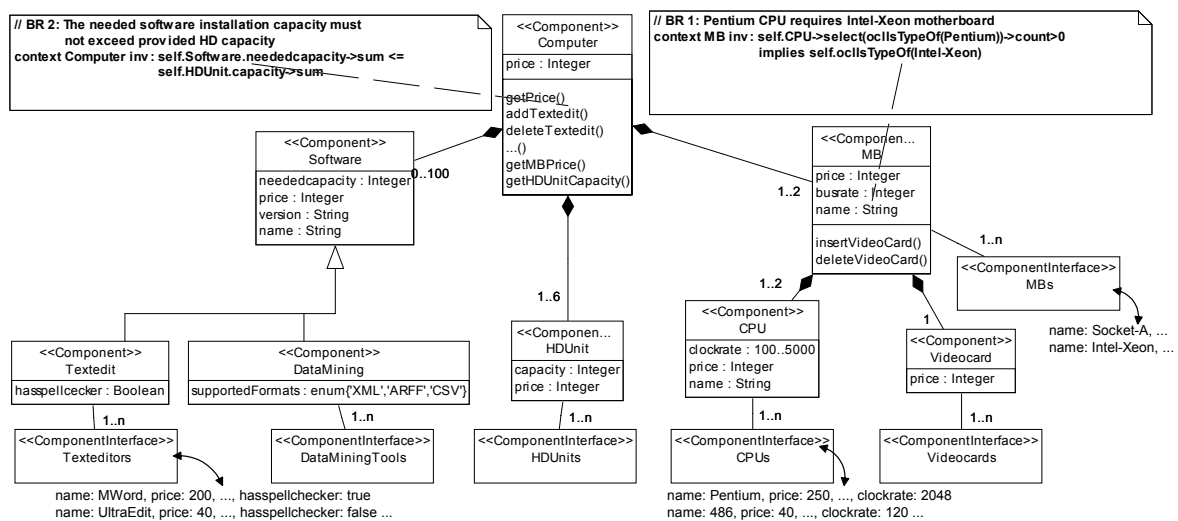 // BR 2: The needed software installation capacity must
not exceed provided HD capacity
context Computer inv: self.Software.neededcapacity->sum <=
self.HDUnit.capacity->sum
<<Component>>
Computer
price : Integer
getPrice()
addTextedit()
deleteTextedit()
...()
getMBPrice()
getHDUnitCapacity()
// BR 1: Pentium CPU requires Intel-Xeon motherboard
context MB inv: self.CPU->select(oclIsTypeOf(Pentium))->count>0
implies self.oclIsTypeOf(Intel-Xeon)
<<Component>>
Software
neededcapacity : Integer
price : Integer
version : String
name : String
0..100
<<Componen...
MB
price : Integer
busrate : Integer
name : String
insertVideoCard()
deleteVideoCard()
1..2
1..n
<<ComponentInterface>>
MBs
name: Socket-A, ...
name: Intel-Xeon, ...
1..6
<<Componen...
HDUnit
capacity : Integer
price : Integer
1..2
<<Component>>
CPU
clockrate : 100..5000
price : Integer
name : String
1
<<Component>>
Videocard
price : Integer
<<Component>>
Textedit
hasspellcecker : Boolean
<<Component>>
DataMining
supportedFormats : enum{'XML','ARFF','CSV'}
1..n
<<ComponentInterface>>
Texteditors
1..n
<<ComponentInterface>>
DataMiningTools
1..n
<<ComponentInterface>>
HDUnits
1..n
<<ComponentInterface>>
CPUs
1..n
<<ComponentInterface>>
Videocards
name: MWord, price: 200, ..., hasspellchecker: true
name: UltraEdit, price: 40, ..., hasspellchecker: false ...
name: Pentium, price: 250, ..., clockrate: 2048
name: 486, price: 40, ..., clockrate: 120 ...